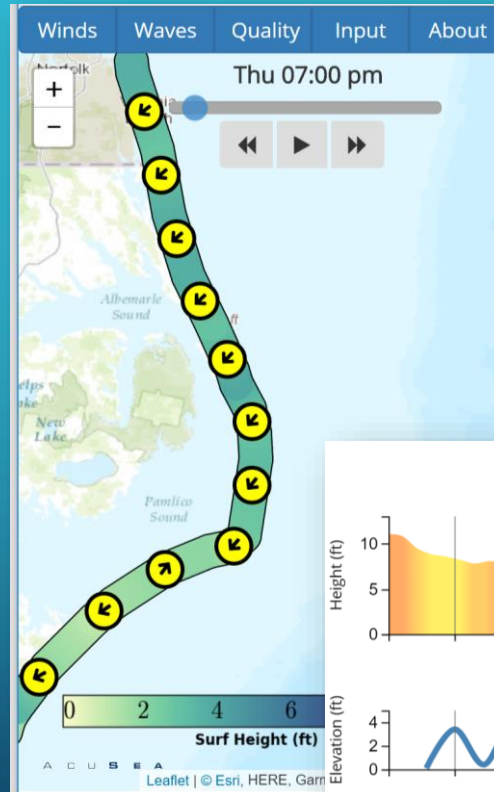 Winds Waves Quality Input About
Norfolk
Thu 07:00 pm
+
−
Albemarle
Sound
ft
New
Lake
Pamlico
Sound
Height (ft)
10
5
0
0 2 4 6
Surf Height (ft)
Elevation (ft)
4
2
0
ACUSEA
Leaflet | © Esri, HERE,